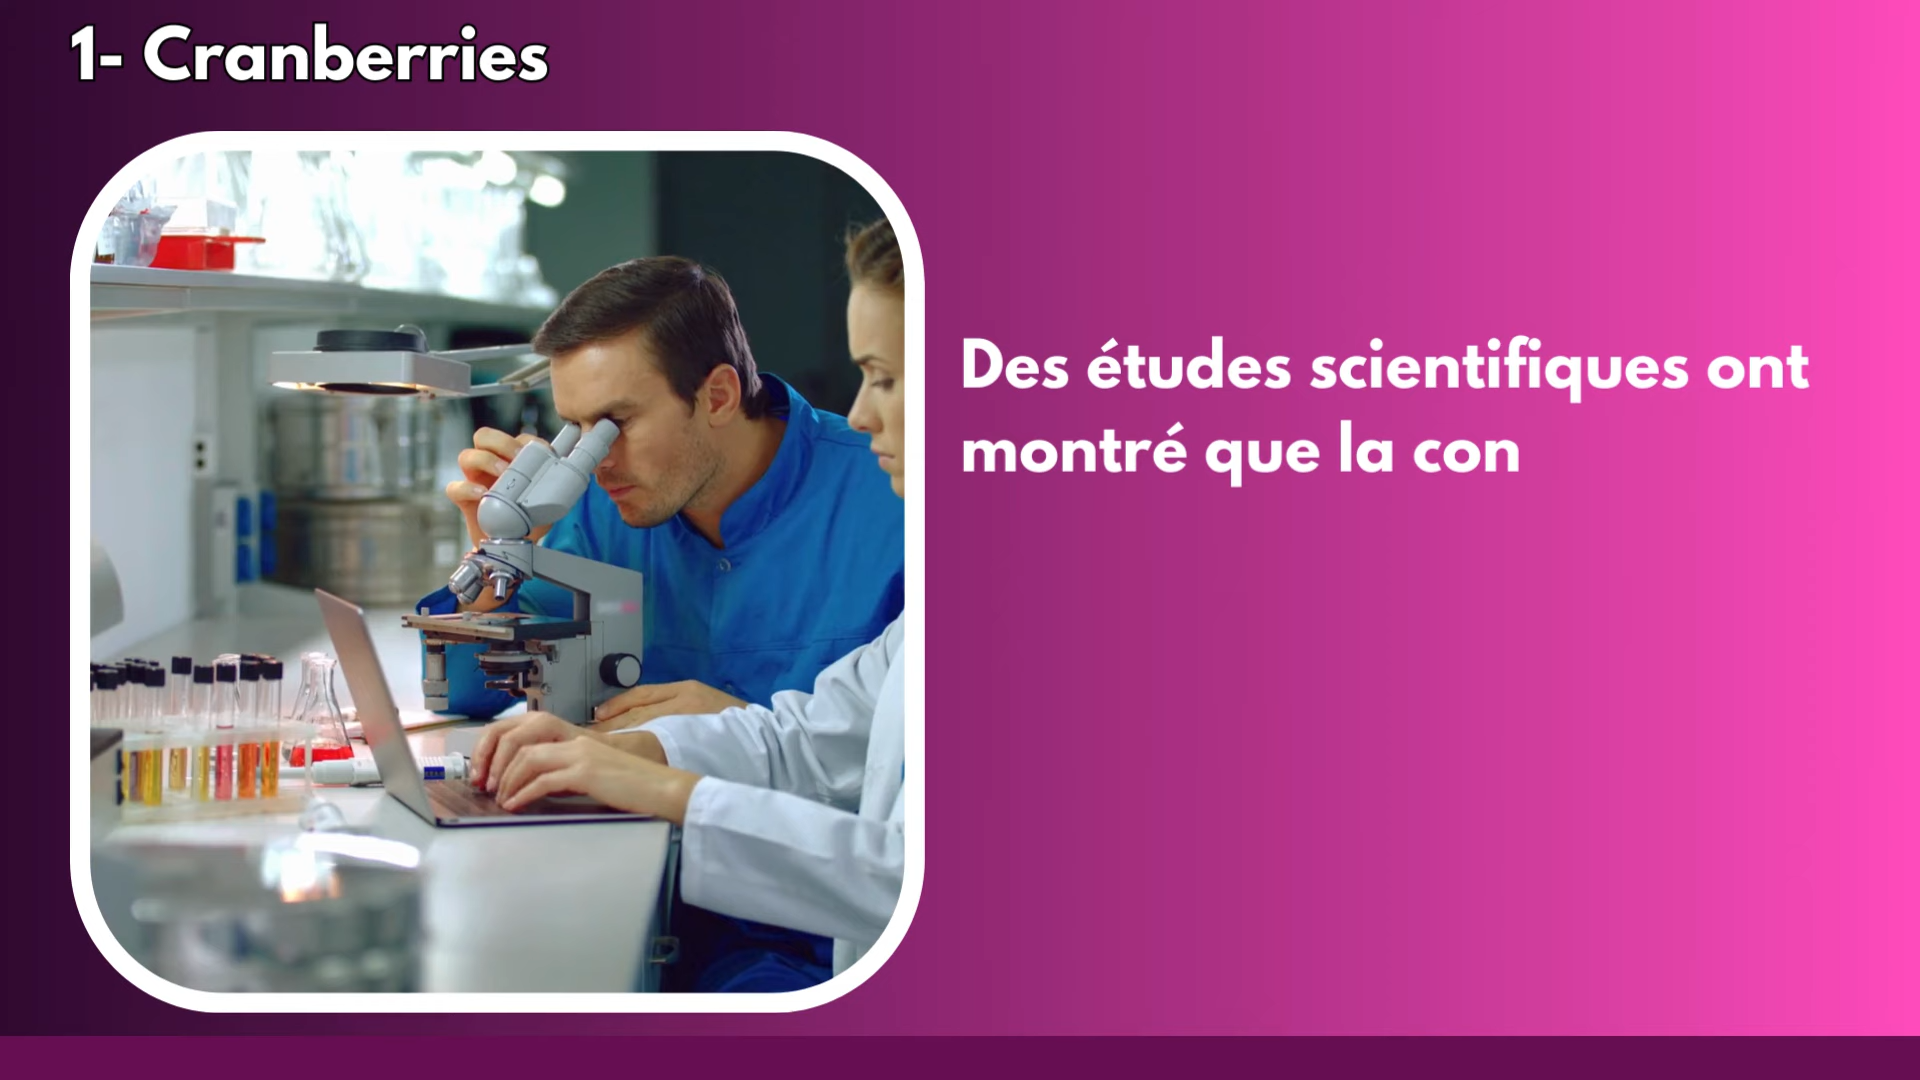 1- Cranberries
Des études scientifiques ont
montré que la con